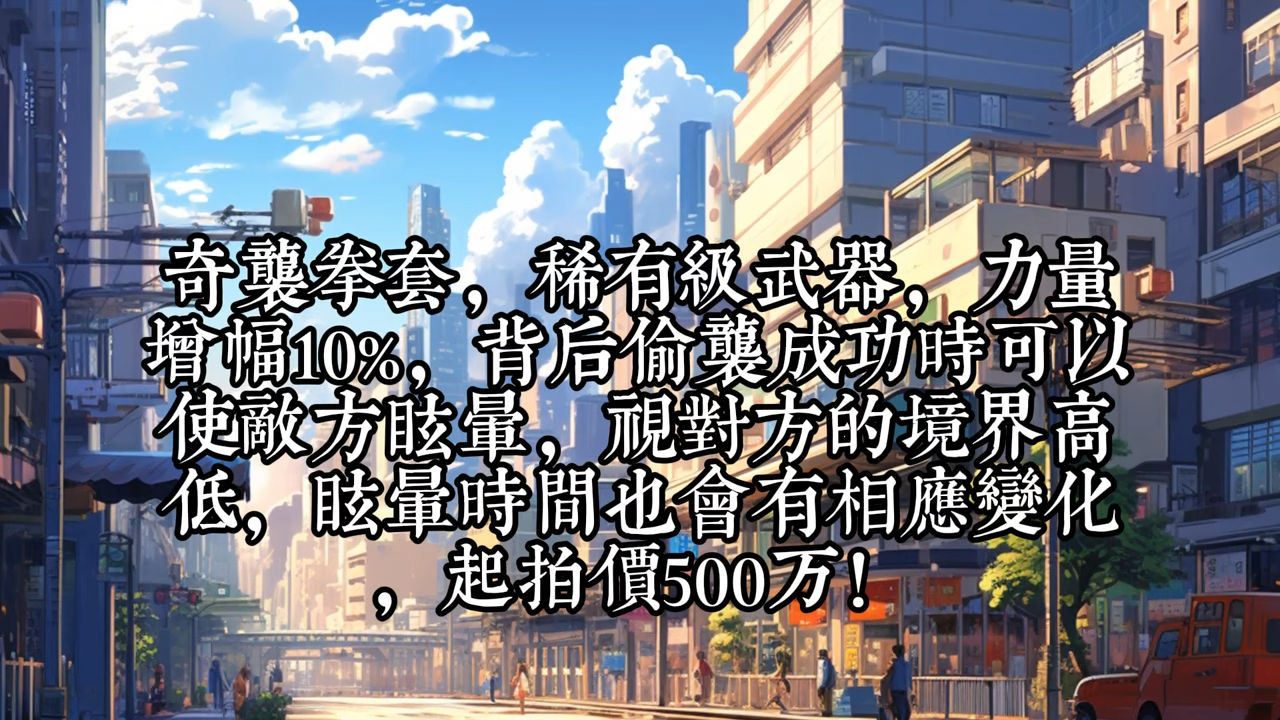 奇襲拳套，稀有級武器，力量
增幅10%，背后偷襲成功時可以
使敵方眩暈，視對方的境界高
低，眩暈時間也會有相應變化
，起拍價500万！